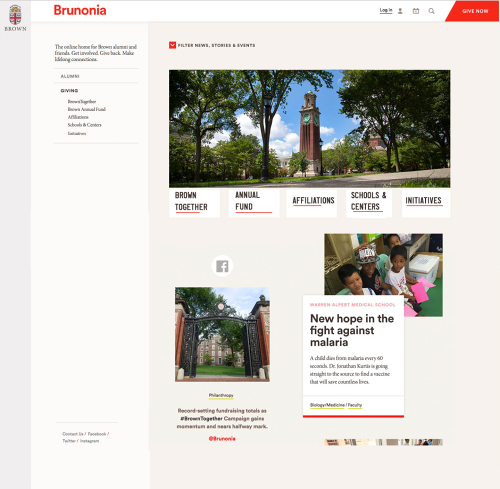 BROWN
Brunonia
Log in
GIVE NOW
The online home for Brown alumni and
friends. Get involved. Give back. Make
lifelong connections.
ALUMNI
GIVING
BrownTogether
Brown Annual Fund
Affiliations
Schools & Centers
Initiatives
Contact Us / Facebook /
Twitter / Instagram
FILTER NEWS, STORIES & EVENTS
BROWN
TOGETHER
ANNUAL
FUND
AFFILIATIONS
SCHOOLS &
CENTERS
INITIATIVES
Philanthropy
Record-setting fundraising totals as
#BrownTogether Campaign gains
momentum and nears halfway mark.
@Brunonia
WARREN ALPERT MEDICAL SCHOOL
New hope in the
fight against
malaria
A child dies from malaria every 60
seconds. Dr. Jonathan Kurtis is going
straight to the source to find a vaccine
that will save countless lives.
Biology/Medicine / Faculty